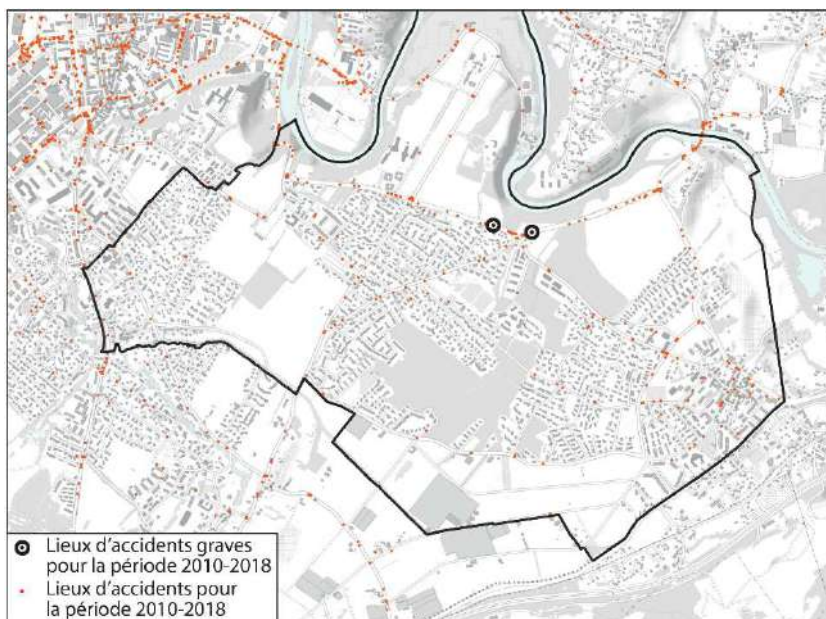 Lieux d'accidents graves
pour la période 2010-2018
Lieux d'accidents pour
la période 2010-2018